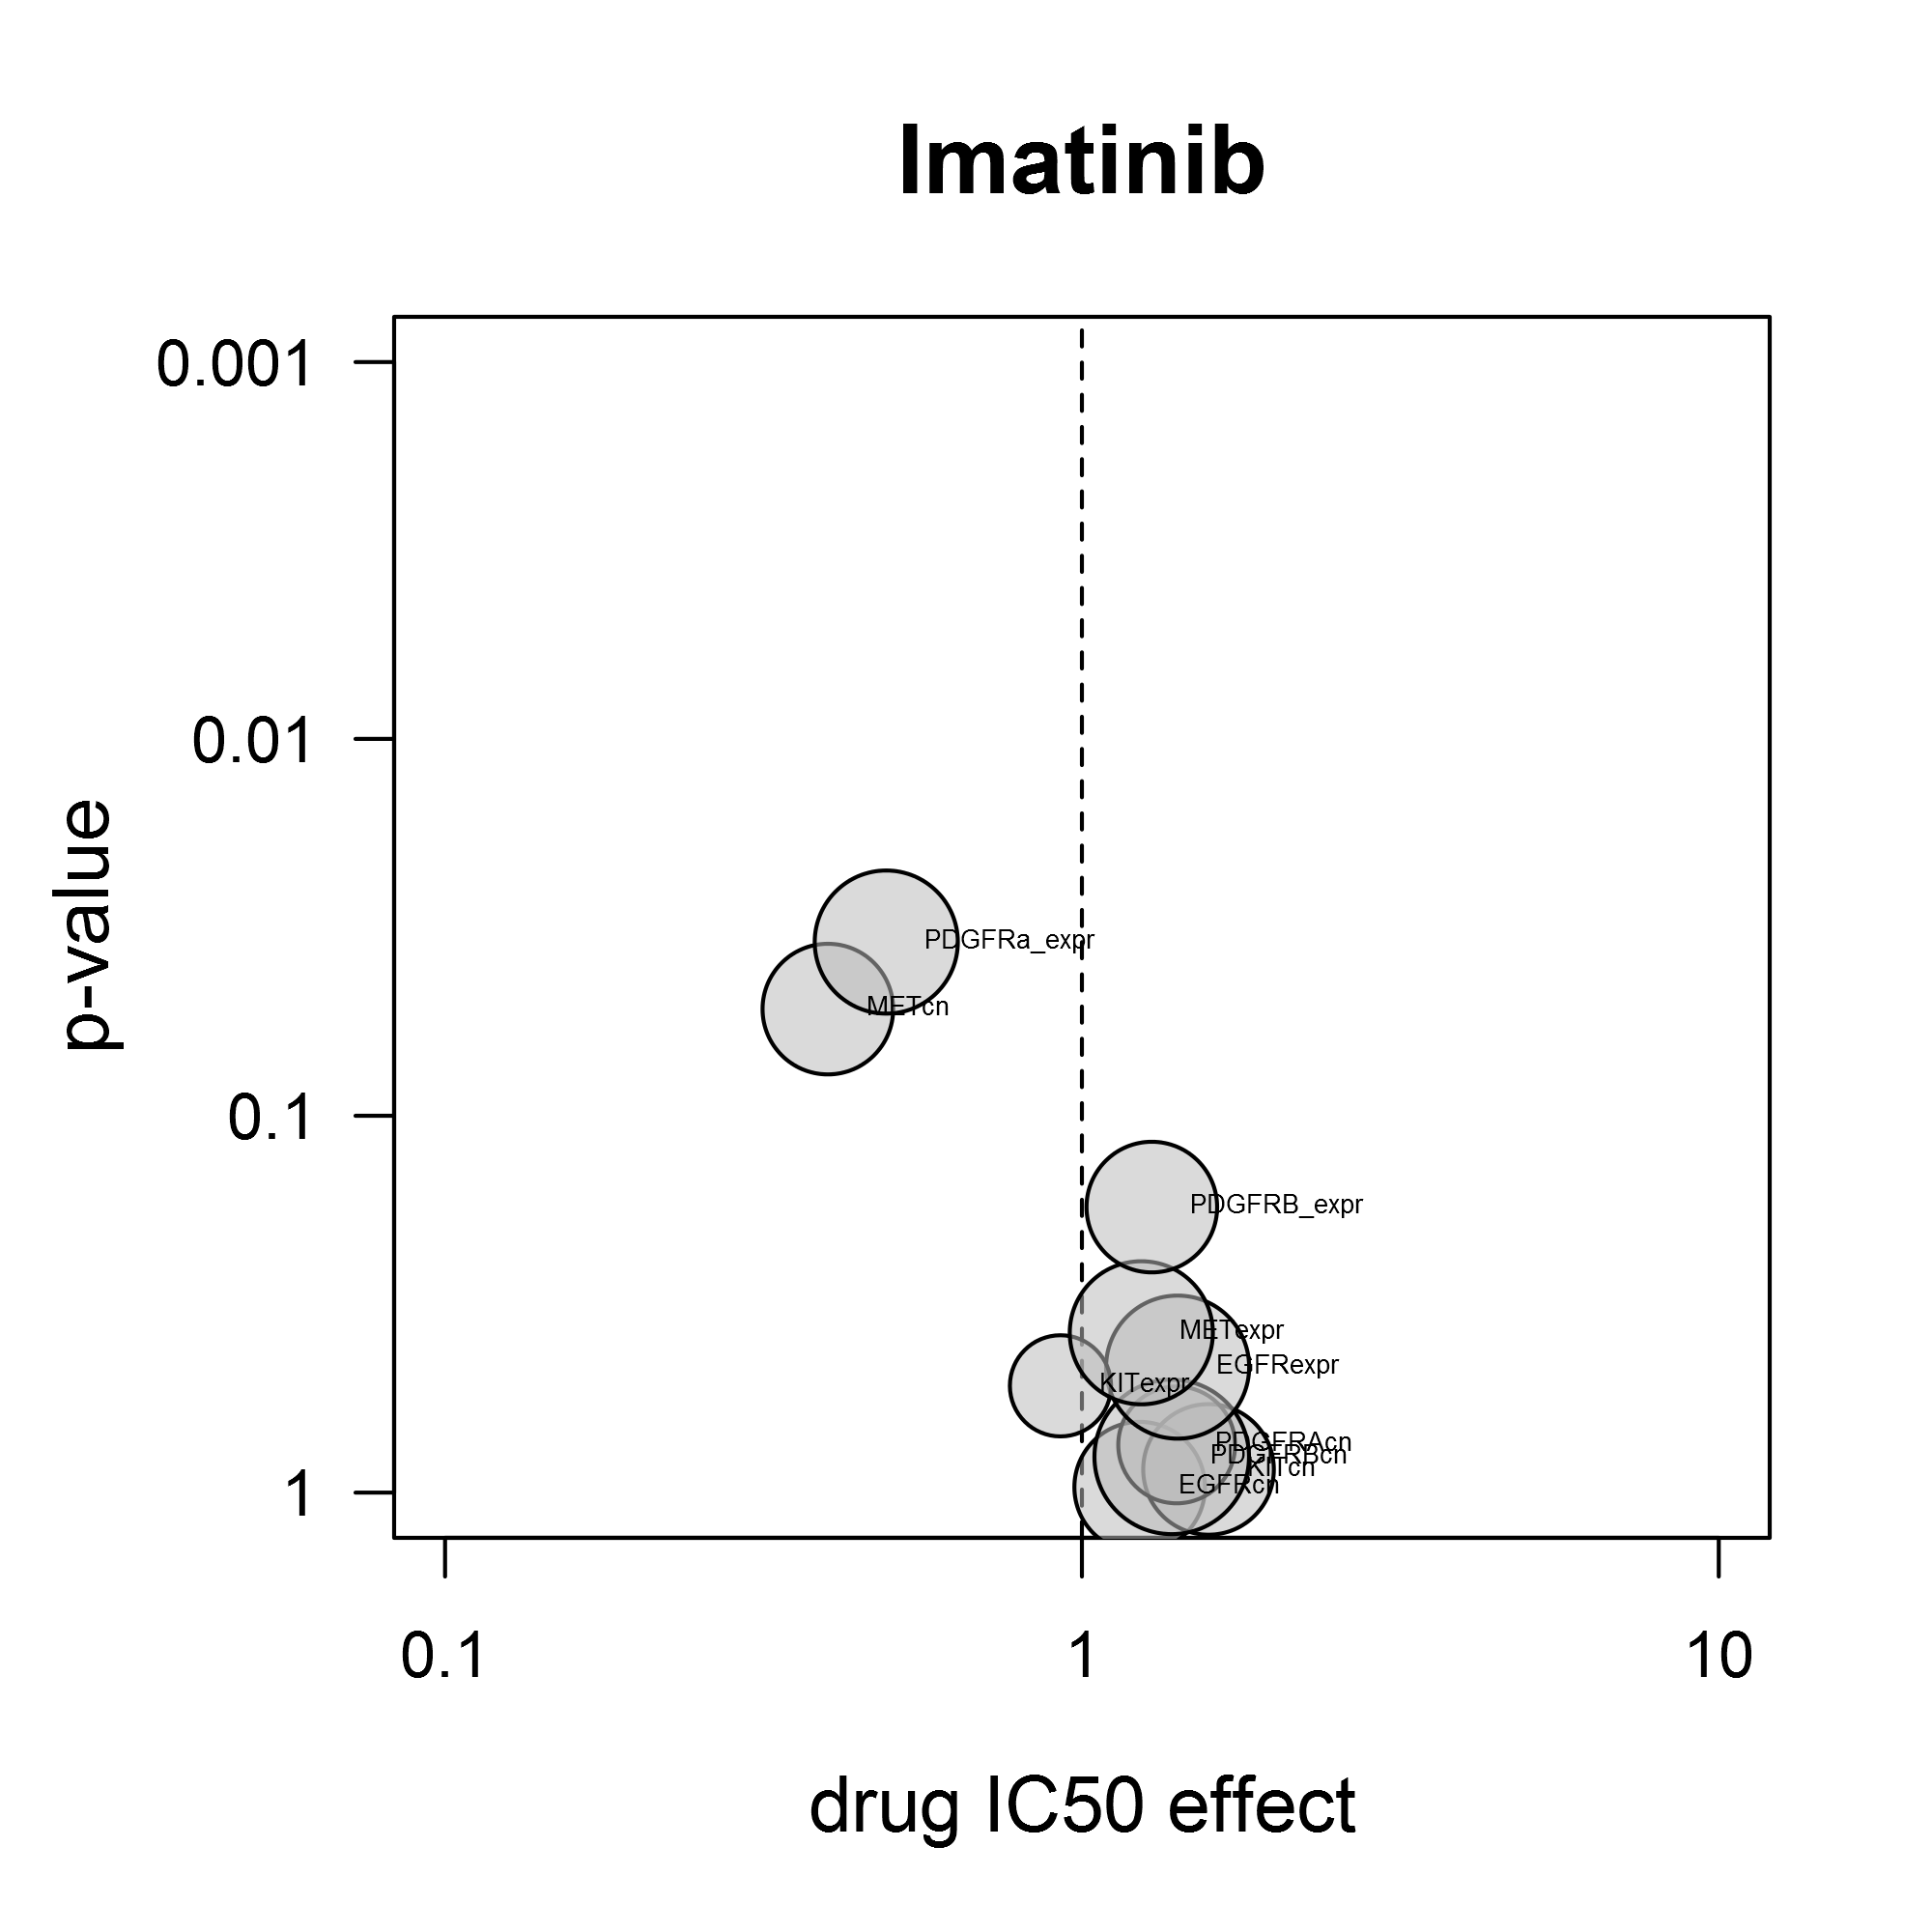 Imatinib
0.001
0.01
0.1
1
p-value
PDGFRa_expr
METcn
PDGFRB_expr
METexpr
EGFRexpr
KITexpr
PDGFRAcn
PDGFRBcn
KITcn
EGFRcn
0.1
1
10
drug IC50 effect